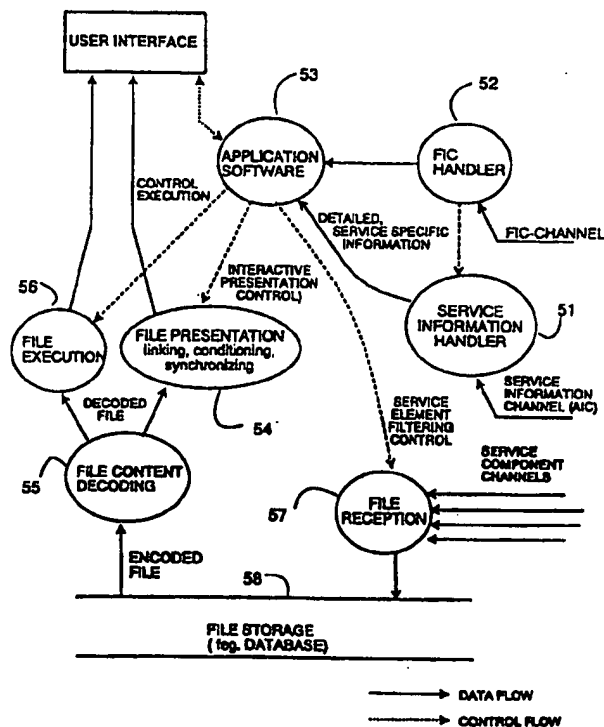 USER INTERFACE
53
52
APPLICATION
SOFTWARE
FIC
HANDLER
CONTROL
EXECUTION
DETAILED,
SERVICE SPECIFIC
INFORMATION
FIC-CHANNEL
56
INTERACTIVE
PRESENTATION
CONTROL)
SERVICE
INFORMATION
HANDLER
51
FILE
EXECUTION
FILE PRESENTATION
linking, conditioning,
synchronizing
SERVICE
INFORMATION
CHANNEL (AIC)
DECODED
FILE
54
SERVICE
ELEMENT
FILTERING
CONTROL
55
FILE CONTENT
DECODING
SERVICE
COMPONENT
CHANNELS
57
FILE
RECEPTION
ENCODED
FILE
58
FILE STORAGE
( feg. DATABASE)
DATA FLOW
CONTROL FLOW